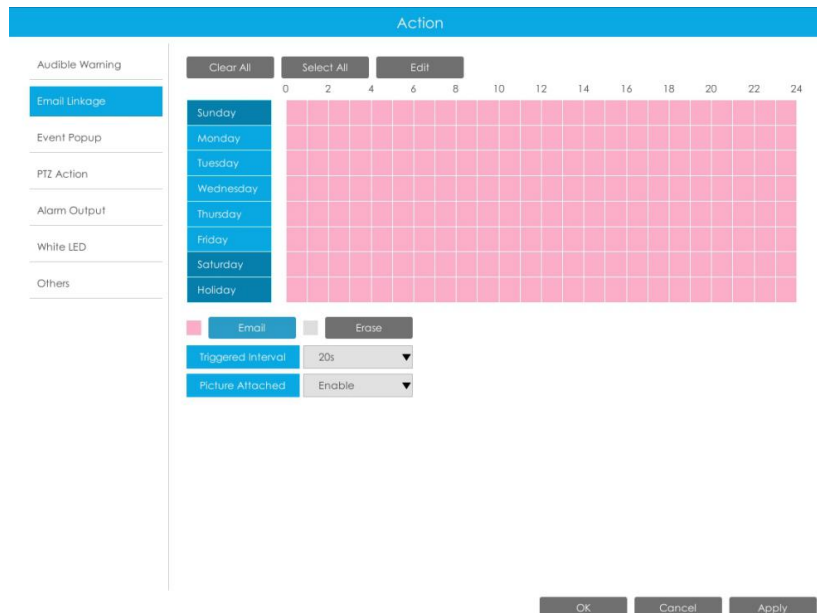 Action
Audible Warning
Email Linkage
Event Popup
PTZ Action
Alarm Output
White LED
Others
Clear All Select All Edit
0 2 4 6 8 10 12 14 16 18 20 22 24
Sunday
Monday
Tuesday
Wednesday
Thursday
Friday
Saturday
Holiday
Email Erase
Triggered Interval 20s
Picture Attached Enable
OK Cancel Apply